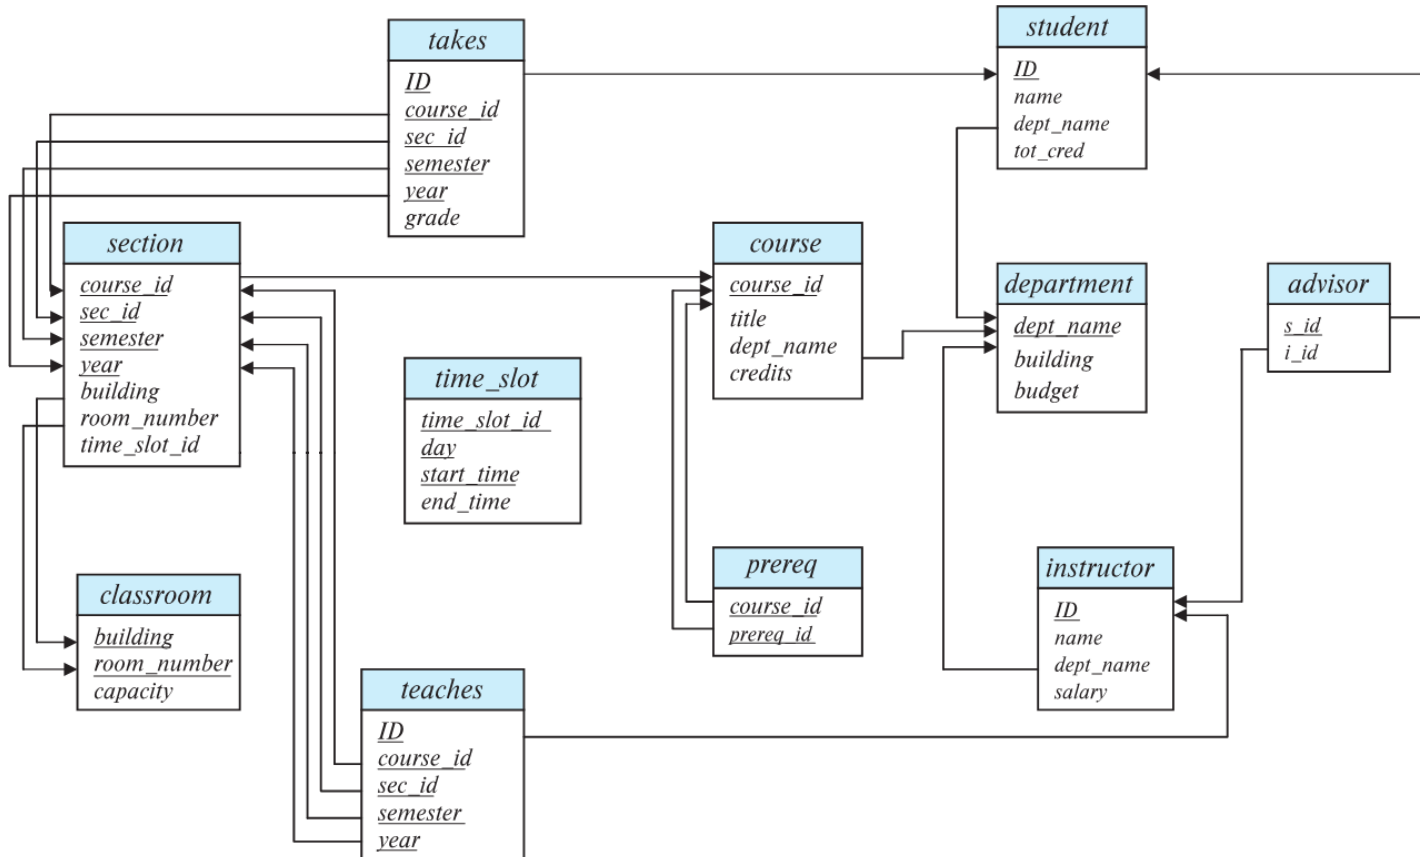 takes
ID
course_id
sec_id
semester
year
grade
student
ID
name
dept_name
tot_cred
section
course_id
sec_id
semester
year
building
room_number
time_slot_id
course
course_id
title
dept_name
credits
department
dept_name
building
budget
advisor
s_id
i_id
time_slot
time_slot_id
day
start_time
end_time
prereq
course_id
prereq_id
instructor
ID
name
dept_name
salary
classroom
building
room_number
capacity
teaches
ID
course_id
sec_id
semester
year